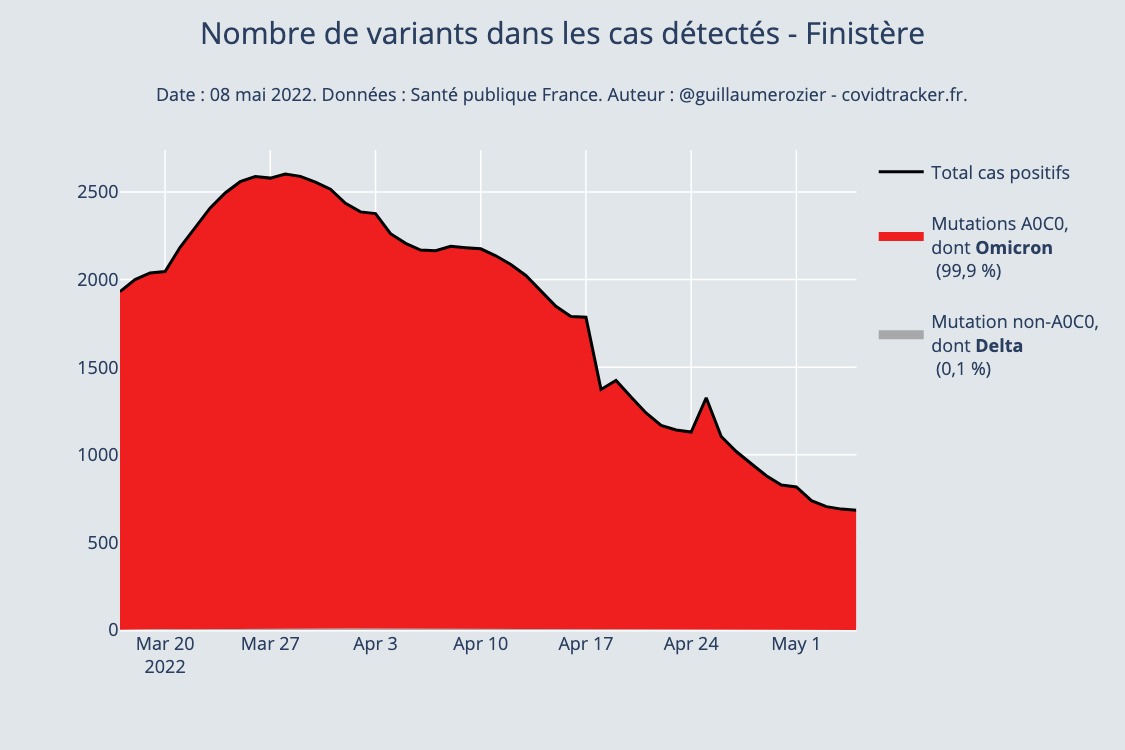 Nombre de variants dans les cas détectés - Finistère
Date : 08 mai 2022. Données : Santé publique France. Auteur : @guillaumerozier - covidtracker.fr.
Total cas positifs
Mutations A0C0,
dont Omicron
(99,9 %)
Mutation non-A0C0,
dont Delta
(0,1 %)
2500
2000
1500
1000
500
0
Mar 20 Mar 27 Apr 3 Apr 10 Apr 17 Apr 24 May 1
2022